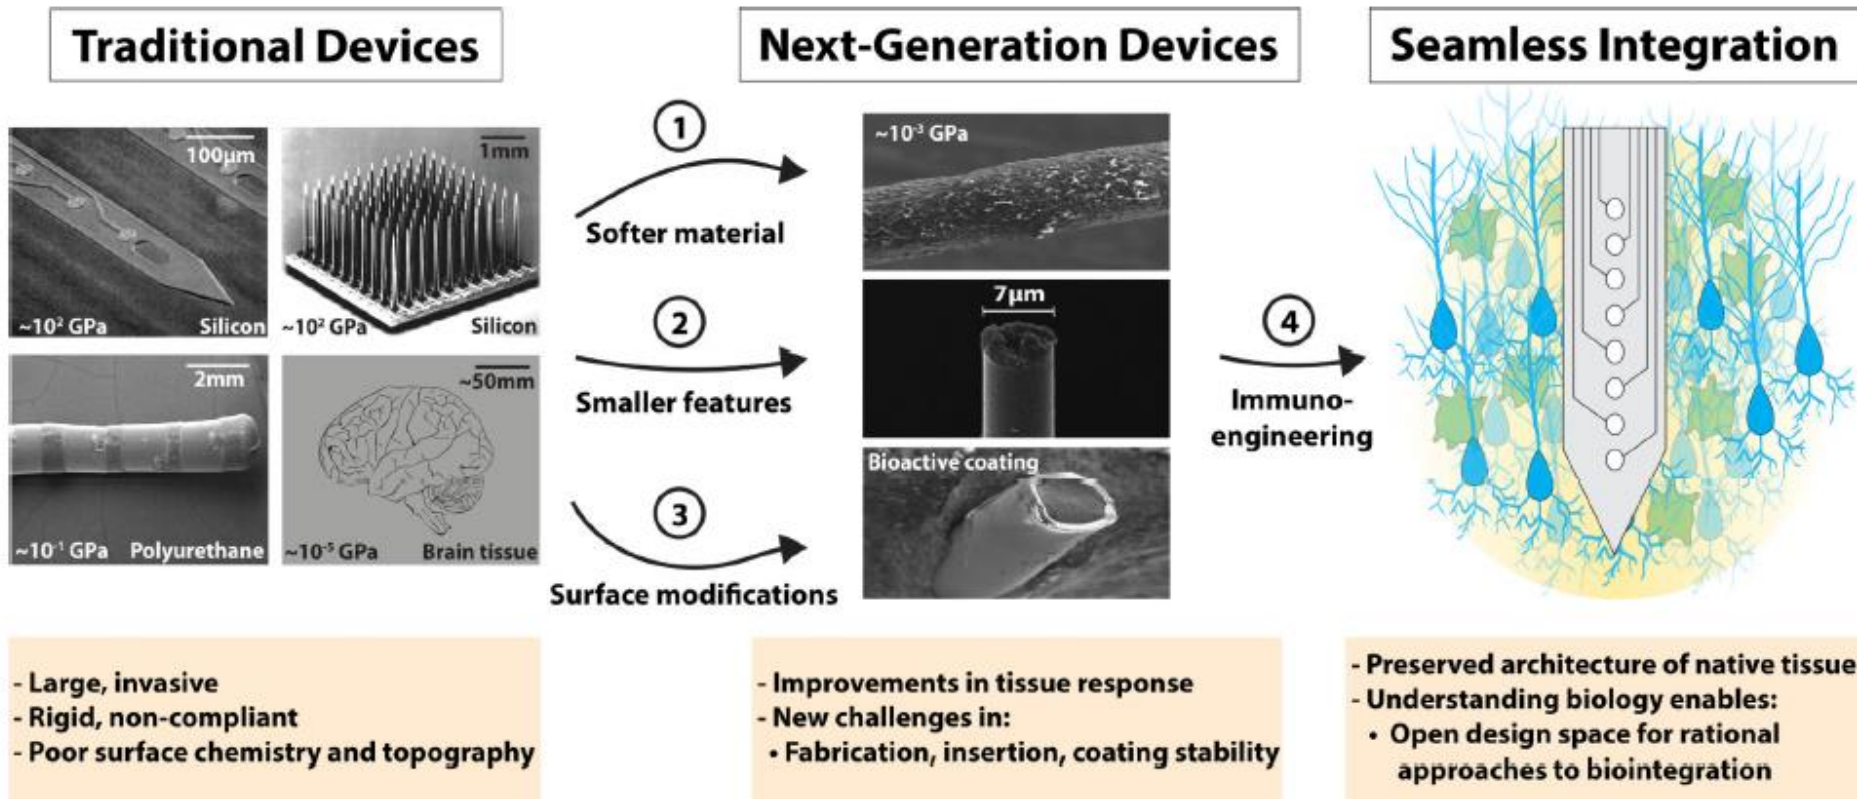 Traditional Devices
Next-Generation Devices
Seamless Integration
100µm
~10² GPa
Silicon
1mm
~10² GPa
Silicon
2mm
~10⁻¹ GPa
Polyurethane
~50mm
~10⁻⁵ GPa
Brain tissue
1
Softer material
2
Smaller features
3
Surface modifications
~10⁻³ GPa
7µm
Bioactive coating
4
Immuno-
engineering
- Large, invasive
- Rigid, non-compliant
- Poor surface chemistry and topography
- Improvements in tissue response
- New challenges in:
• Fabrication, insertion, coating stability
- Preserved architecture of native tissue
- Understanding biology enables:
• Open design space for rational
approaches to biointegration